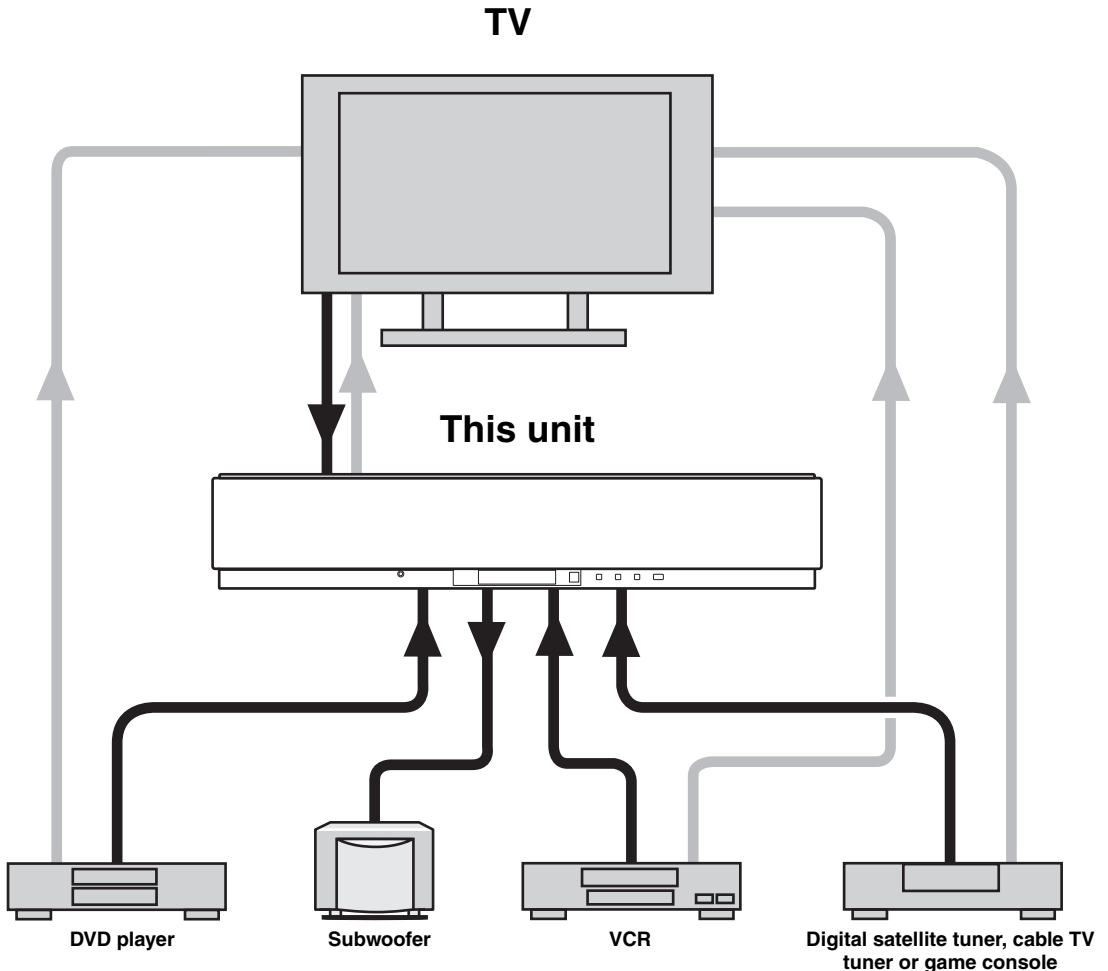 TV
This unit
DVD player
Subwoofer
VCR
Digital satellite tuner, cable TV
tuner or game console